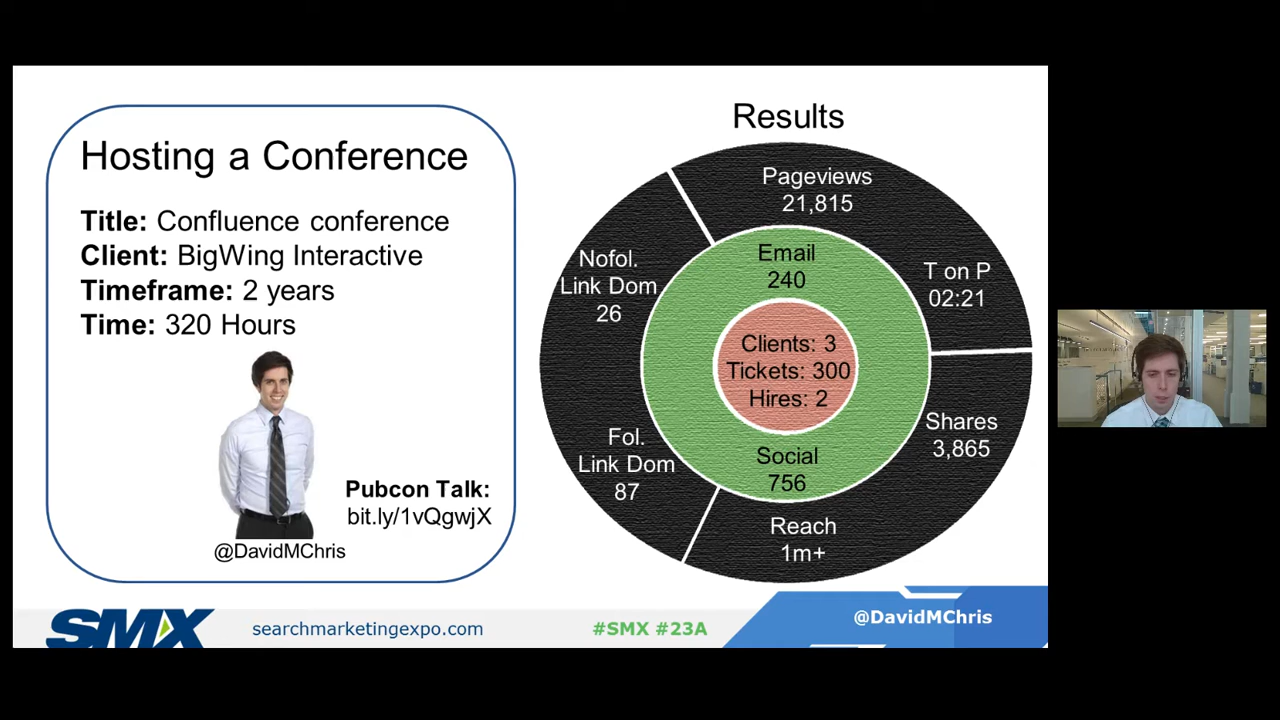 Hosting a Conference
Title: Confluence conference
Client: BigWing Interactive
Timeframe: 2 years
Time: 320 Hours
Pubcon Talk:
bit.ly/1vQgwjX
@DavidMChris
Results
Pageviews
21,815
T on P
02:21
Shares
3,865
Reach
1m+
Fol.
Link Dom
87
Nofol.
Link Dom
26
Email
240
Social
756
Clients: 3
Tickets: 300
Hires: 2
SMX
searchmarketingexpo.com
#SMX #23A
@DavidMChris